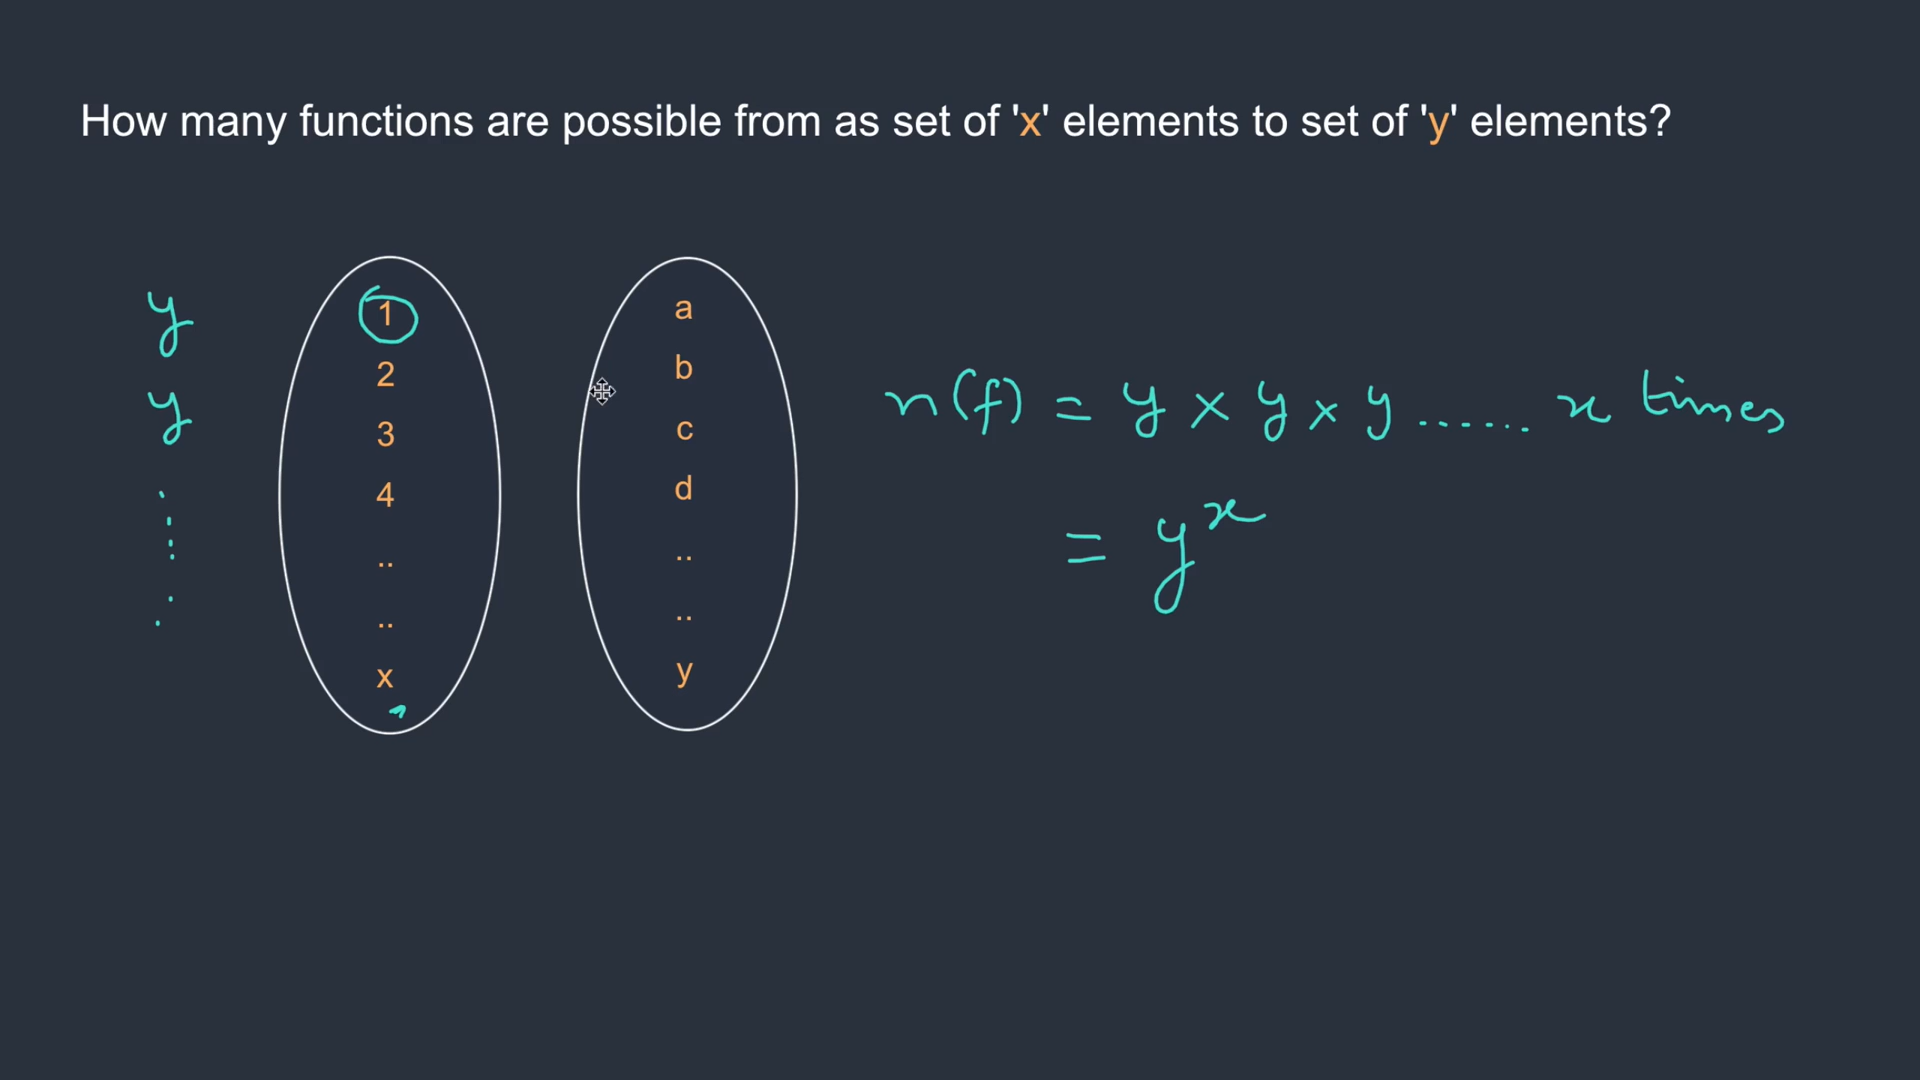 How many functions are possible from as set of 'x' elements to set of 'y' elements?
y
y
1
2
3
4
..
..
x
a
b
c
d
..
..
y
n(f) = y × y × y ...... x times
= y^x